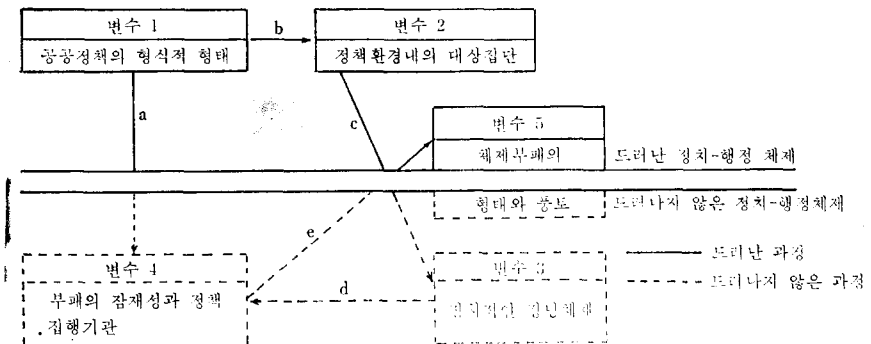 변수 1
공공정책의 형식적 형태
b
변수 2
정책환경내의 대상집단
a
c
변수 5
체제부패의
드러난 정치-행정 체제
형태와 풍토
드러나지 않은 정치-행정체재
e
변수 4
부패의 잠재성과 정책
집행기관
d
변수 3
드러난 과정
드러나지 않은 과정